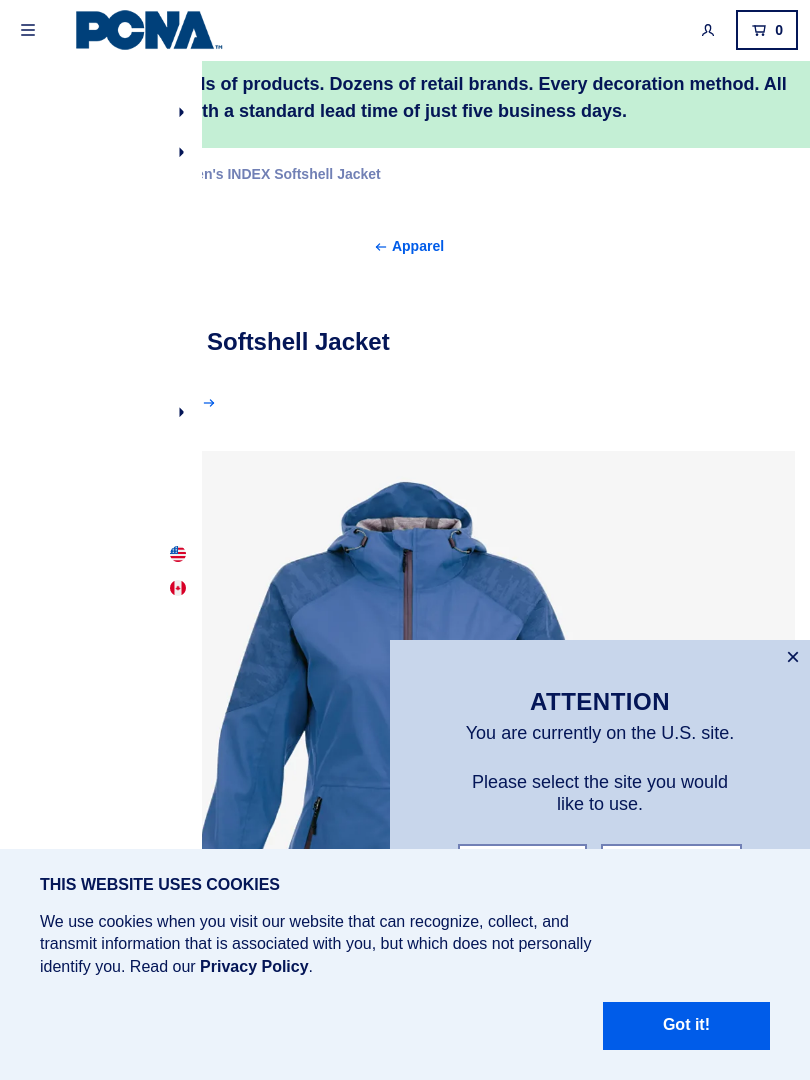 PCNA™
0
of products. Dozens of retail brands. Every decoration method. All
a standard lead time of just five business days.
INDEX Softshell Jacket
Apparel
Softshell Jacket
ATTENTION
You are currently on the U.S. site.
Please select the site you would
like to use.
THIS WEBSITE USES COOKIES
We use cookies when you visit our website that can recognize, collect, and
transmit information that is associated with you, but which does not personally
identify you. Read our Privacy Policy.
Got it!